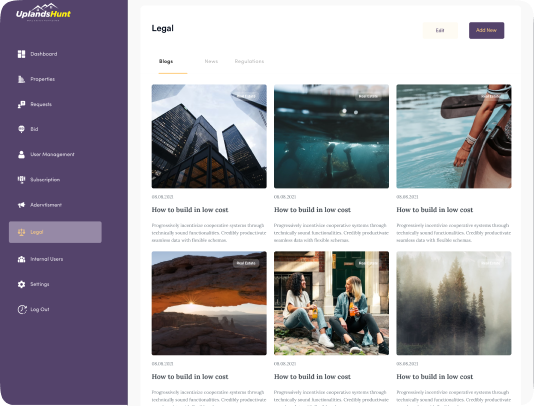 UplandsHunt
Dashboard
Properties
Requests
Bid
User Management
Subscription
Adevrtisment
Legal
Internal Users
Settings
Log Out
Legal
Edit
Add New
Blogs
News
Regulations
Real Estate
08.08.2021
08.08.2021
08.08.2021
How to build in low cost
How to build in low cost
How to build in low cost
Progressively incentivize cooperative systems through
technically sound functionalities. Credibly productivate
seamless data with flexible schemas.
Progressively incentivize cooperative systems through
technically sound functionalities. Credibly productivate
seamless data with flexible schemas.
Progressively incentivize cooperative systems through
technically sound functionalities. Credibly productivate
seamless data with flexible schemas.
Real Estate
Real Estate
Real Estate
08.08.2021
08.08.2021
08.08.2021
How to build in low cost
How to build in low cost
How to build in low cost
Progressively incentivize cooperative systems through
technically sound functionalities. Credibly productivate
Progressively incentivize cooperative systems through
technically sound functionalities. Credibly productivate
Progressively incentivize cooperative systems through
technically sound functionalities. Credibly productivate